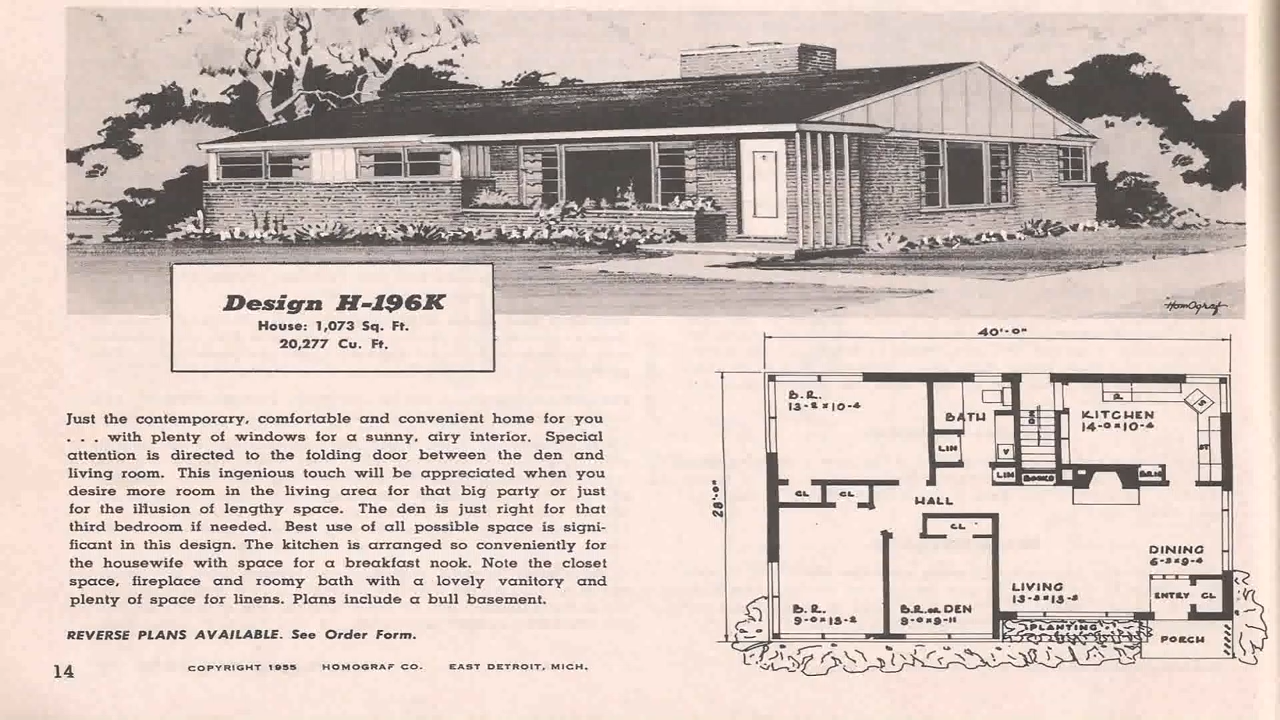 HomOgraf
Design H-196K
House: 1,073 Sq. Ft.
20,277 Cu. Ft.
Just the contemporary, comfortable and convenient home for you
. . . with plenty of windows for a sunny, airy interior. Special
attention is directed to the folding door between the den and
living room. This ingenious touch will be appreciated when you
desire more room in the living area for that big party or just
for the illusion of lengthy space. The den is just right for that
third bedroom if needed. Best use of all possible space is signi-
ficant in this design. The kitchen is arranged so conveniently for
the housewife with space for a breakfast nook. Note the closet
space, fireplace and roomy bath with a lovely vanitory and
plenty of space for linens. Plans include a bull basement.
REVERSE PLANS AVAILABLE. See Order Form.
14
COPYRIGHT 1955 HOMOGRAF CO. EAST DETROIT, MICH.
40'-0"
28'-0"
B.R.
13-2x10-4
BATH
LIN
V
LIN
DN
BOOKS
R
KITCHEN
14-0x10-4
S
ST
CL
CL
HALL
CL
B.R.
9-0x13-2
B.R. OR DEN
9-0x9-11
LIVING
DINING
6-3x9-4
ENTRY
CL
PLANTING
PORCH